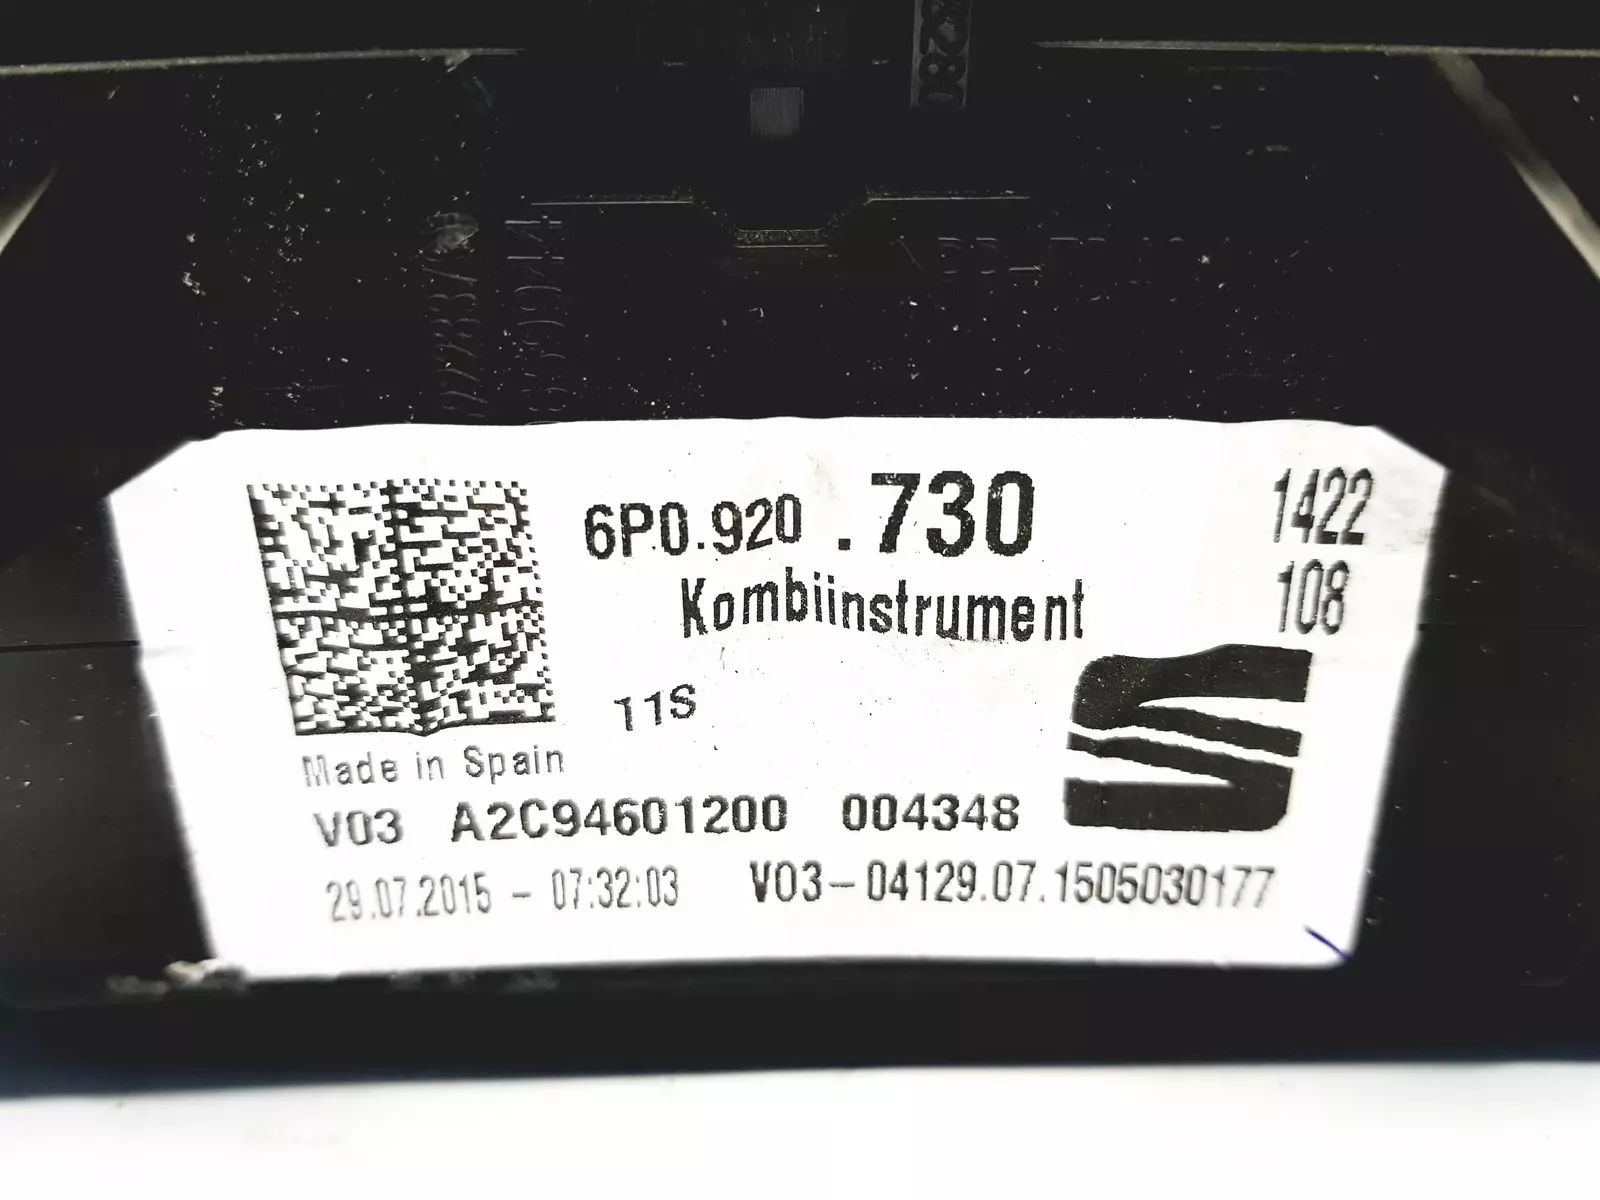 6P0.920 .730
1422
Kombiinstrument
108
11S
Made in Spain
V03 A2C94601200 004348
29.07.2015 - 07:32:03 V03-04129.07.1505030177